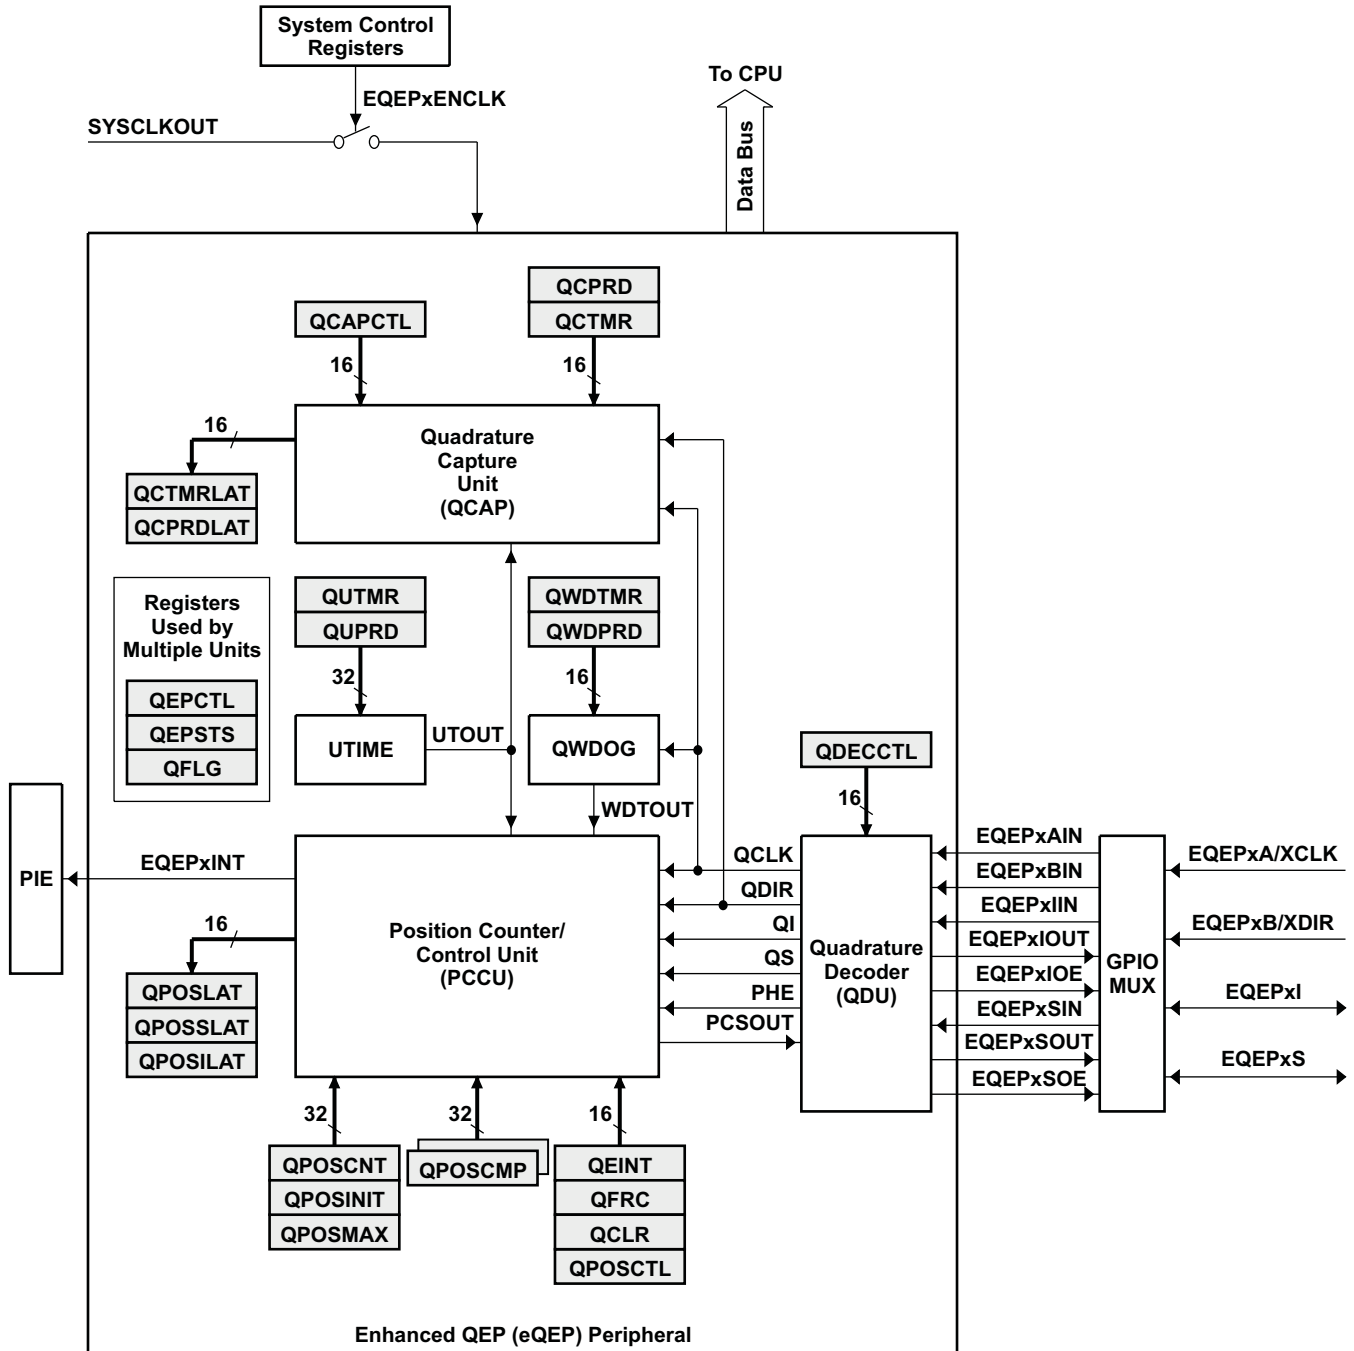 System Control
Registers
To CPU
EQEPxENCLK
SYSCLKOUT
Data Bus
QCPRD
QCAPCTL
QCTMR
16
16
16
Quadrature
Capture
Unit
(QCAP)
QCTMRLAT
QCPRDLAT
Registers
Used by
Multiple Units
QUTMR
QUPRD
QWDTMR
QWDPRD
32
16
QEPCTL
QEPSTS
QFLG
UTIME
UTOUT
QWDOG
QDECCTL
WDTOUT
16
PIE
EQEPxINT
16
Position Counter/
Control Unit
(PCCU)
QCLK
QDIR
QI
QS
PHE
PCSOUT
Quadrature
Decoder
(QDU)
EQEPxAIN
EQEPxBIN
EQEPxIIN
EQEPxIOUT
EQEPxIOE
EQEPxSIN
EQEPxSOUT
EQEPxSOE
GPIO
MUX
EQEPxA/XCLK
EQEPxB/XDIR
EQEPxI
EQEPxS
QPOSLAT
QPOSSLAT
QPOSILAT
32
32
16
QPOSCNT
QPOSINIT
QPOSMAX
QPOSCMP
QEINT
QFRC
QCLR
QPOSCTL
Enhanced QEP (eQEP) Peripheral